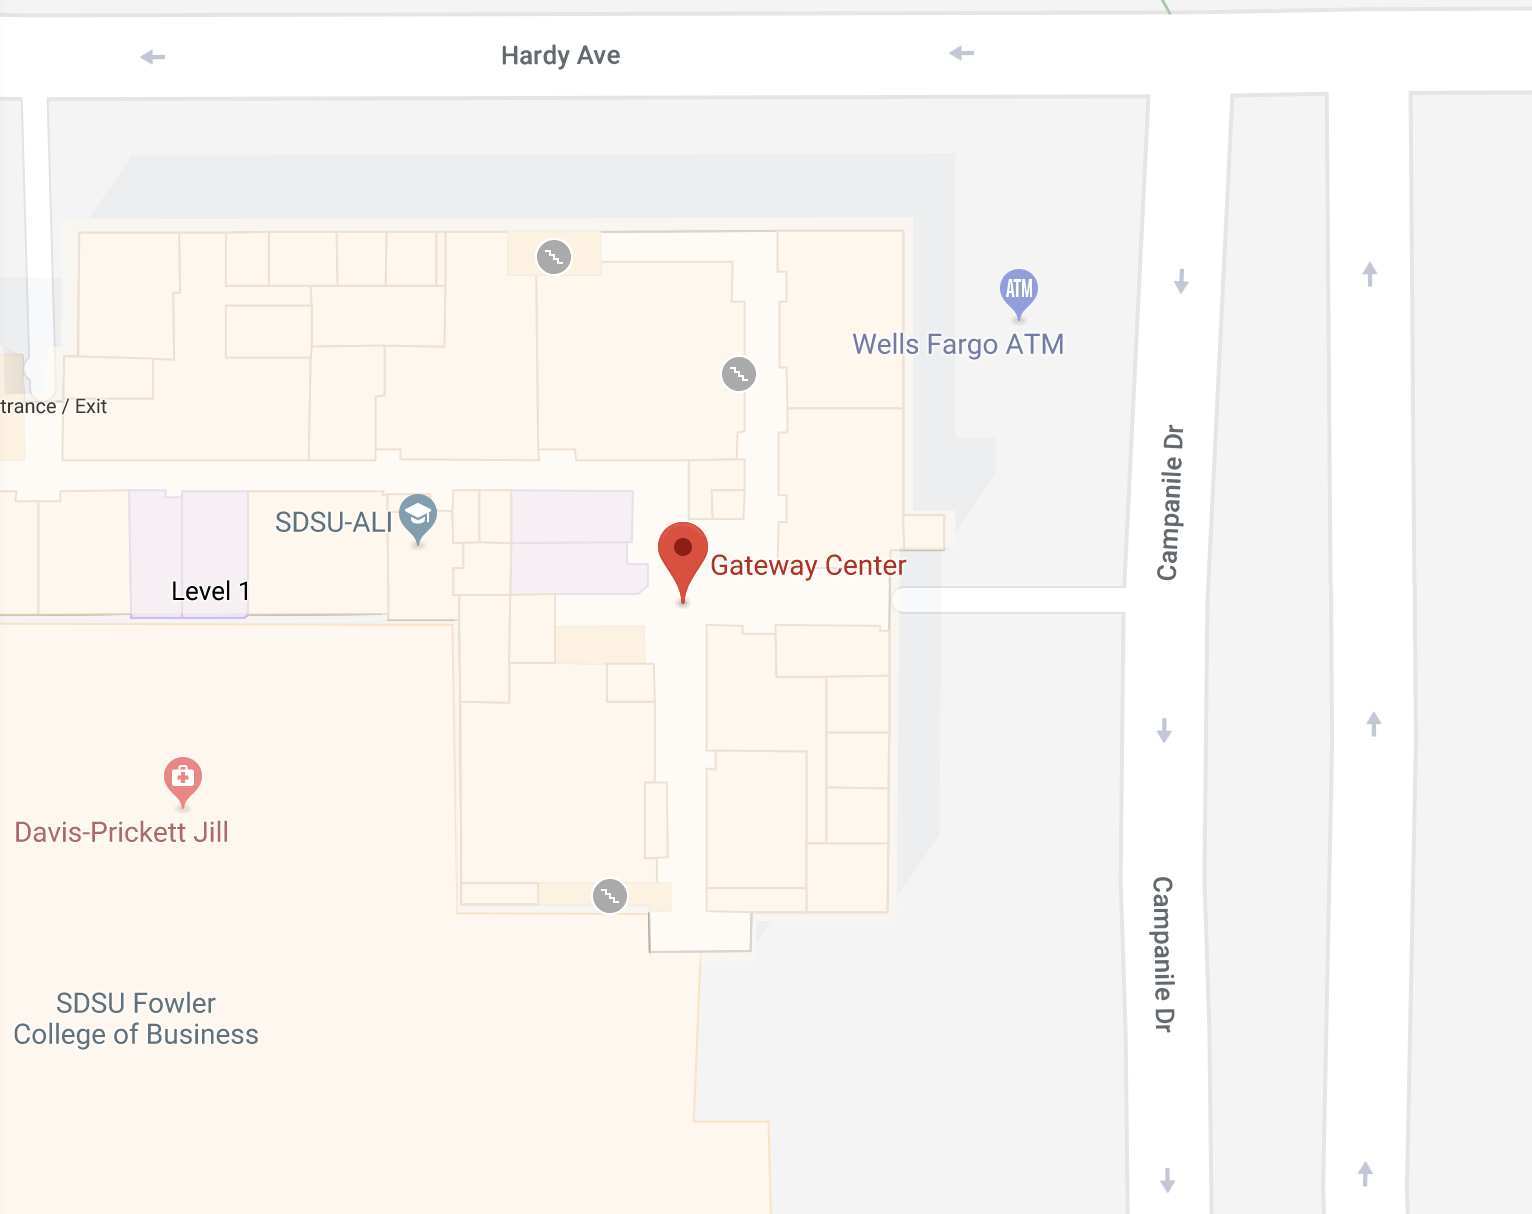 Hardy Ave
ATM
Wells Fargo ATM
trance / Exit
Campanile Dr
SDSU-ALI
Gateway Center
Level 1
Davis-Prickett Jill
Campanile Dr
SDSU Fowler
College of Business